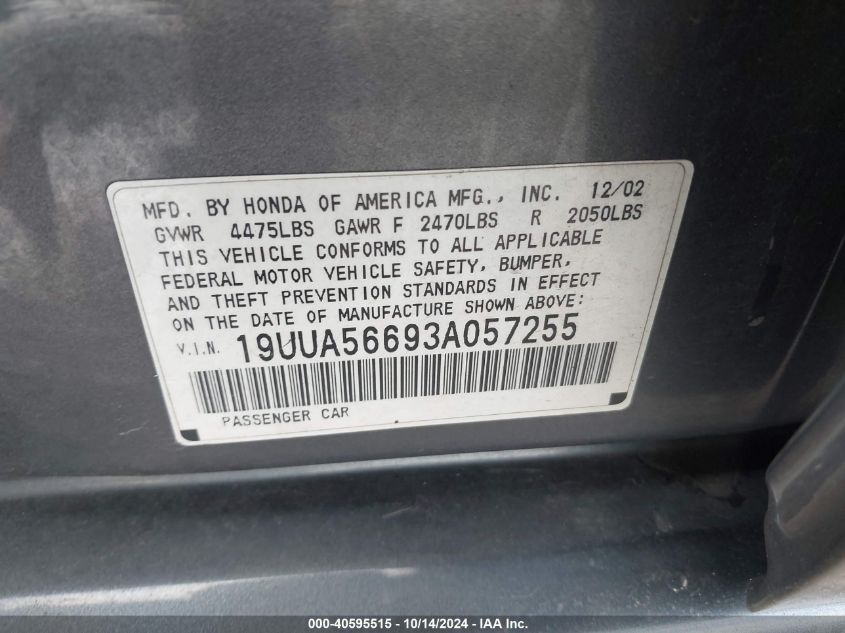 MFD. BY HONDA OF AMERICA MFG., INC. 12/02
GVWR 4475LBS GAWR F 2470LBS R 2050LBS
THIS VEHICLE CONFORMS TO ALL APPLICABLE
FEDERAL MOTOR VEHICLE SAFETY, BUMPER,
AND THEFT PREVENTION STANDARDS IN EFFECT
ON THE DATE OF MANUFACTURE SHOWN ABOVE:
V.I.N. 19UUA56693A057255
PASSENGER CAR
000-40595515 - 10/14/2024 - IAA Inc.